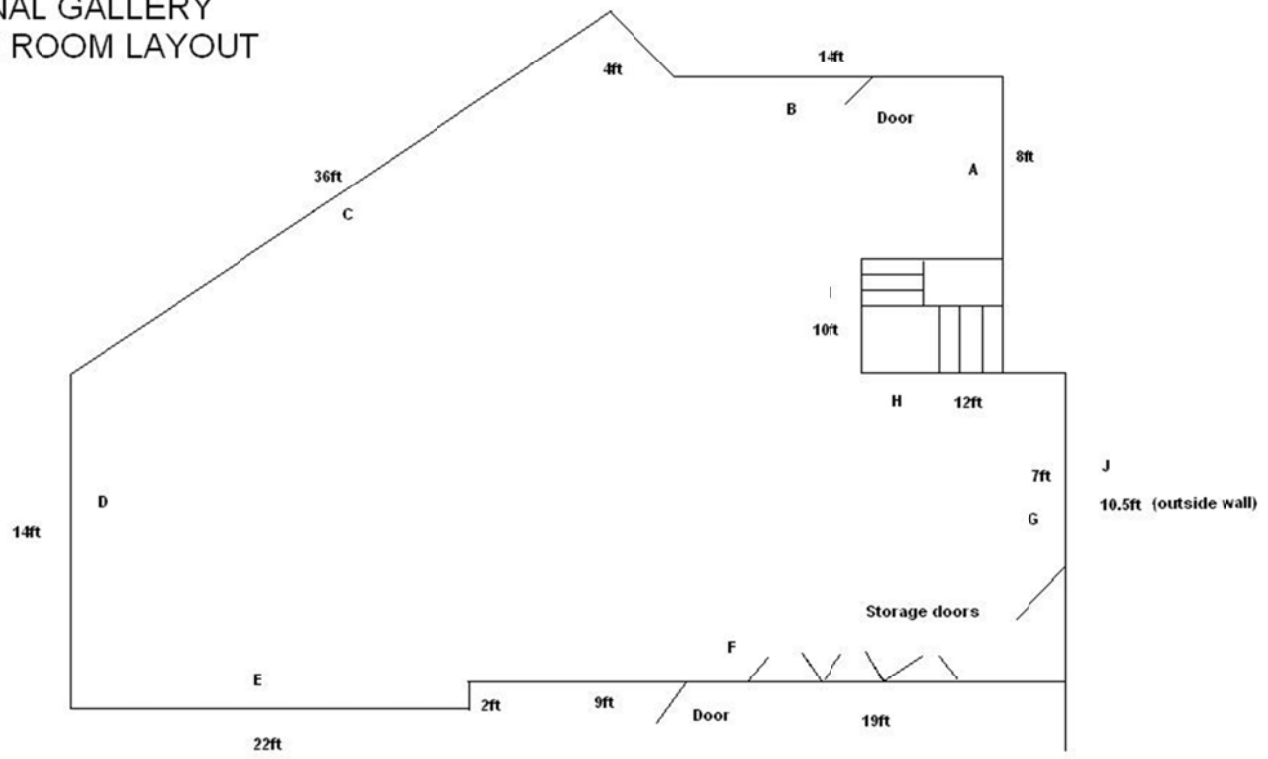 NAL GALLERY
ROOM LAYOUT
14ft
4ft
B
Door
8ft
A
36ft
C
I
10ft
H
12ft
J
7ft
D
10.5ft (outside wall)
G
14ft
Storage doors
F
E
2ft
9ft
Door
19ft
22ft